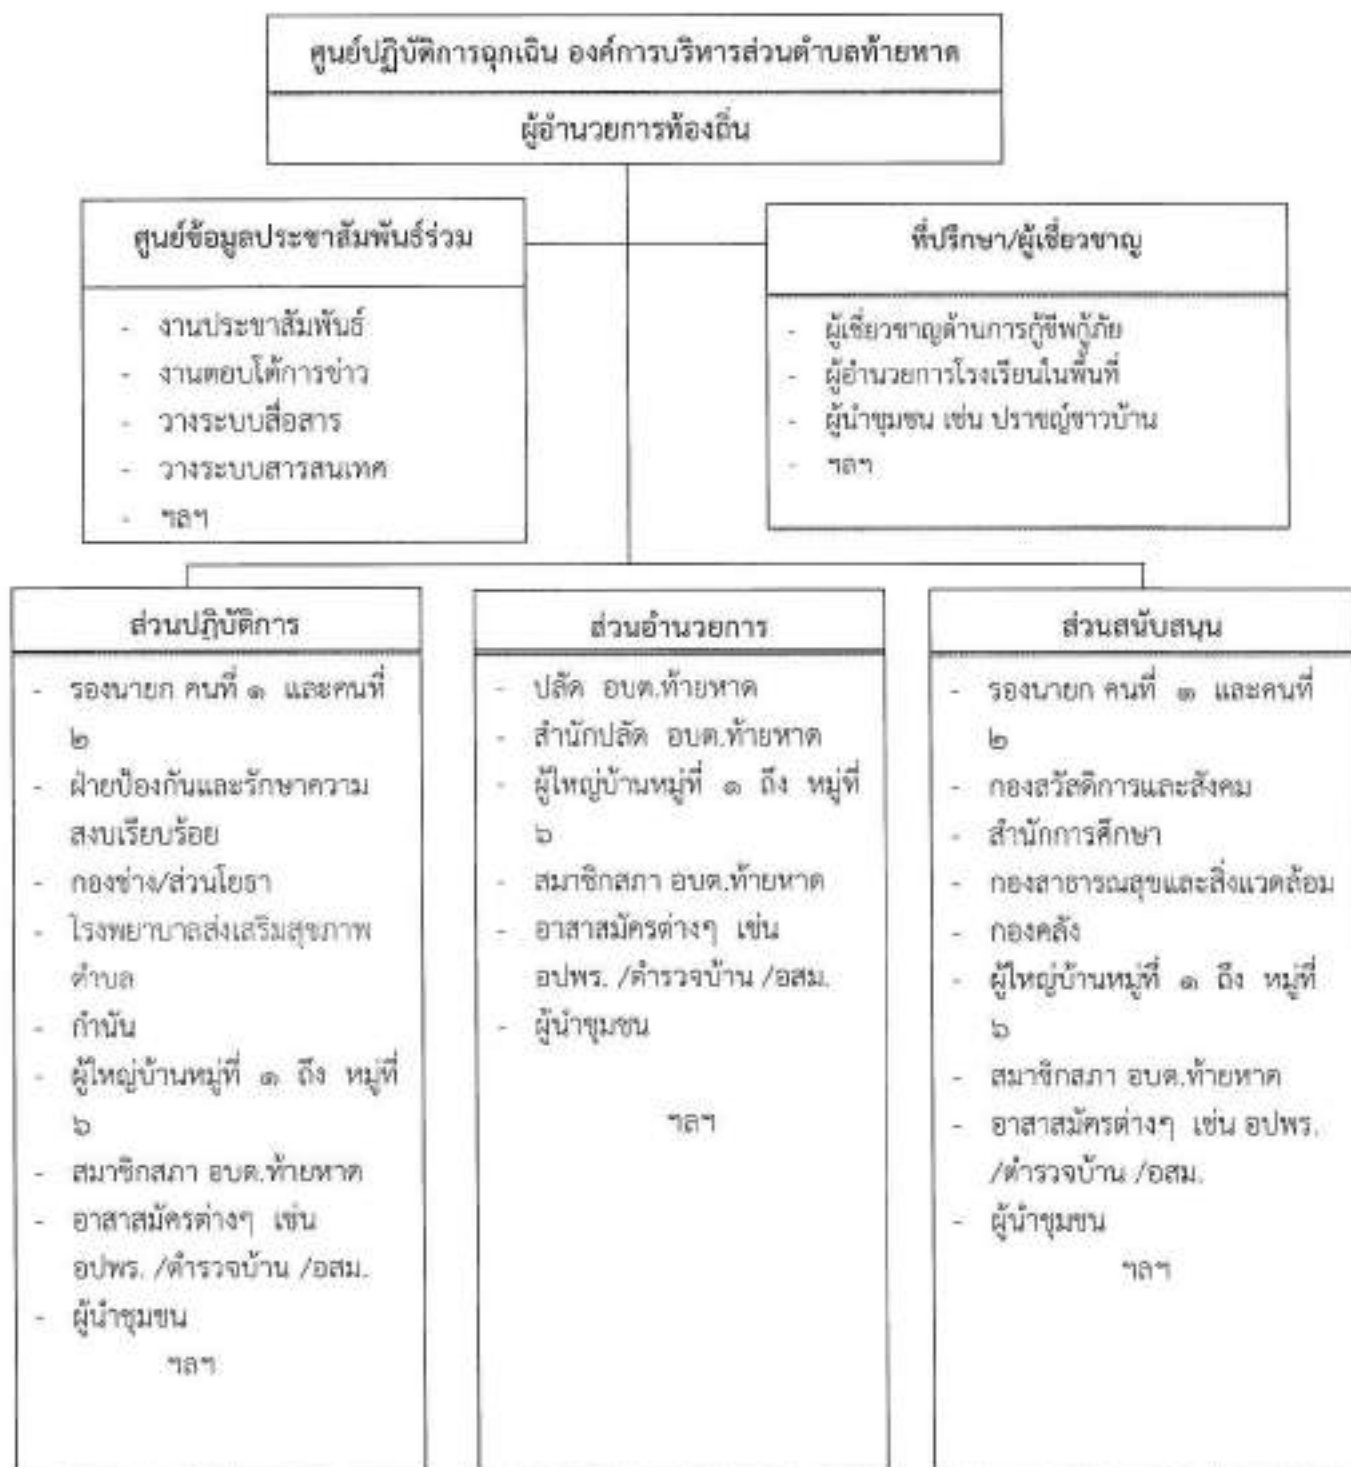 ศูนย์ปฏิบัติการฉุกเฉิน องค์การบริหารส่วนตำบลท้ายหาด
ผู้อำนวยการท้องถิ่น
ศูนย์ข้อมูลประชาสัมพันธ์ร่วม
- งานประชาสัมพันธ์
- งานตอบโต้การข่าว
- วางระบบสื่อสาร
- วางระบบสารสนเทศ
- ฯลฯ
ที่ปรึกษา/ผู้เชี่ยวชาญ
- ผู้เชี่ยวชาญด้านการกู้ชีพกู้ภัย
- ผู้อำนวยการโรงเรียนในพื้นที่
- ผู้นำชุมชน เช่น ปราชญ์ชาวบ้าน
- ฯลฯ
ส่วนปฏิบัติการ
- รองนายก คนที่ ๑ และคนที่
๒
- ฝ่ายป้องกันและรักษาความ
สงบเรียบร้อย
- กองช่าง/ส่วนโยธา
- โรงพยาบาลส่งเสริมสุขภาพ
ตำบล
- กำนัน
- ผู้ใหญ่บ้านหมู่ที่ ๑ ถึง หมู่ที่
๖
- สมาชิกสภา อบต.ท้ายหาด
- อาสาสมัครต่างๆ เช่น
อปพร. /ตำรวจบ้าน /อสม.
- ผู้นำชุมชน
ฯลฯ
ส่วนอำนวยการ
- ปลัด อบต.ท้ายหาด
- สำนักปลัด อบต.ท้ายหาด
- ผู้ใหญ่บ้านหมู่ที่ ๑ ถึง หมู่ที่
๖
- สมาชิกสภา อบต.ท้ายหาด
- อาสาสมัครต่างๆ เช่น
อปพร. /ตำรวจบ้าน /อสม.
- ผู้นำชุมชน
ฯลฯ
ส่วนสนับสนุน
- รองนายก คนที่ ๑ และคนที่
๒
- กองสวัสดิการและสังคม
- สำนักการศึกษา
- กองสาธารณสุขและสิ่งแวดล้อม
- กองคลัง
- ผู้ใหญ่บ้านหมู่ที่ ๑ ถึง หมู่ที่
๖
- สมาชิกสภา อบต.ท้ายหาด
- อาสาสมัครต่างๆ เช่น อปพร.
/ตำรวจบ้าน /อสม.
- ผู้นำชุมชน
ฯลฯ